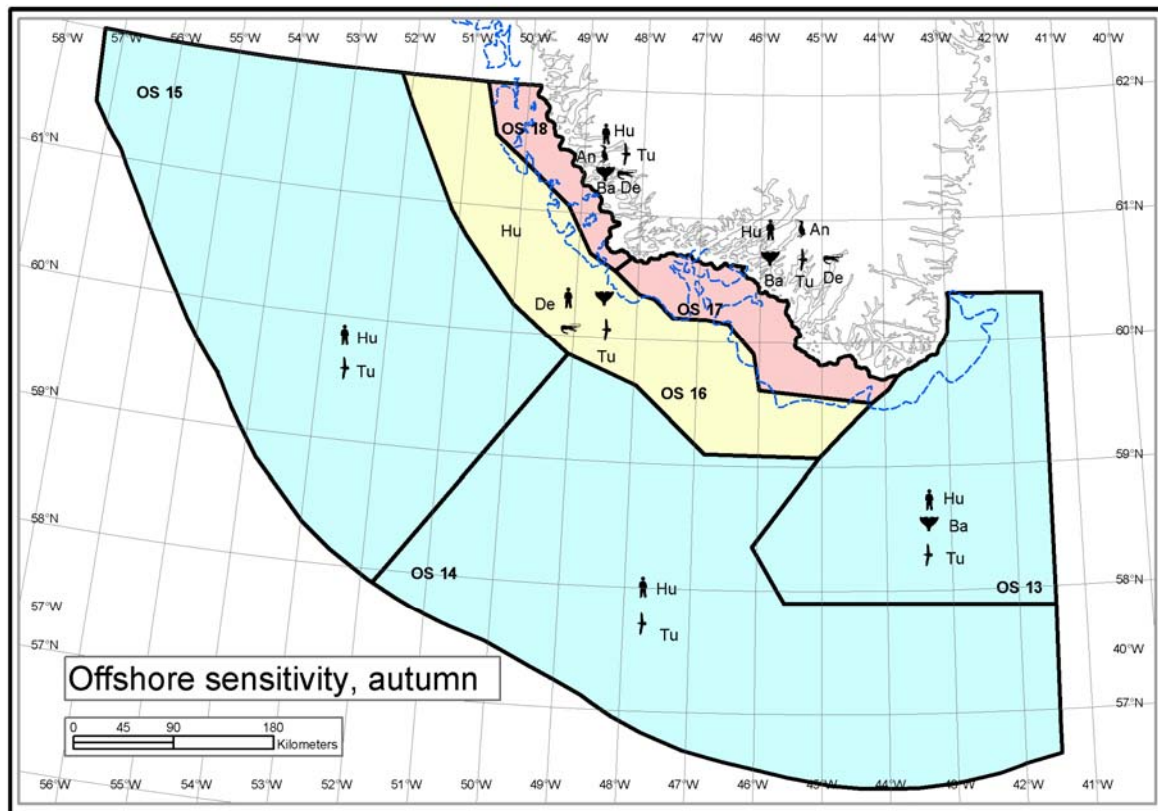 58°W 57°W 56°W 55°W 54°W 53°W 52°W 51°W 50°W 49°W 48°W 47°W 46°W 45°W 44°W 43°W 42°W 41°W 40°W
OS 15
62°N
OS 18
Hu
61°N
An Tu
Ba De
61°N
Hu
Hu An
60°N
De
Ba Tu De
OS 17
60°N
Hu
Tu
Tu
59°N
OS 16
59°N
Hu
58°N
Ba
Tu
OS 14
OS 13
58°N
Hu
57°W
Tu
57°N
40°W
Offshore sensitivity, autumn
57°N
0 45 90 180
Kilometers
56°W 55°W 54°W 53°W 52°W 51°W 50°W 49°W 48°W 47°W 46°W 45°W 44°W 43°W 42°W 41°W